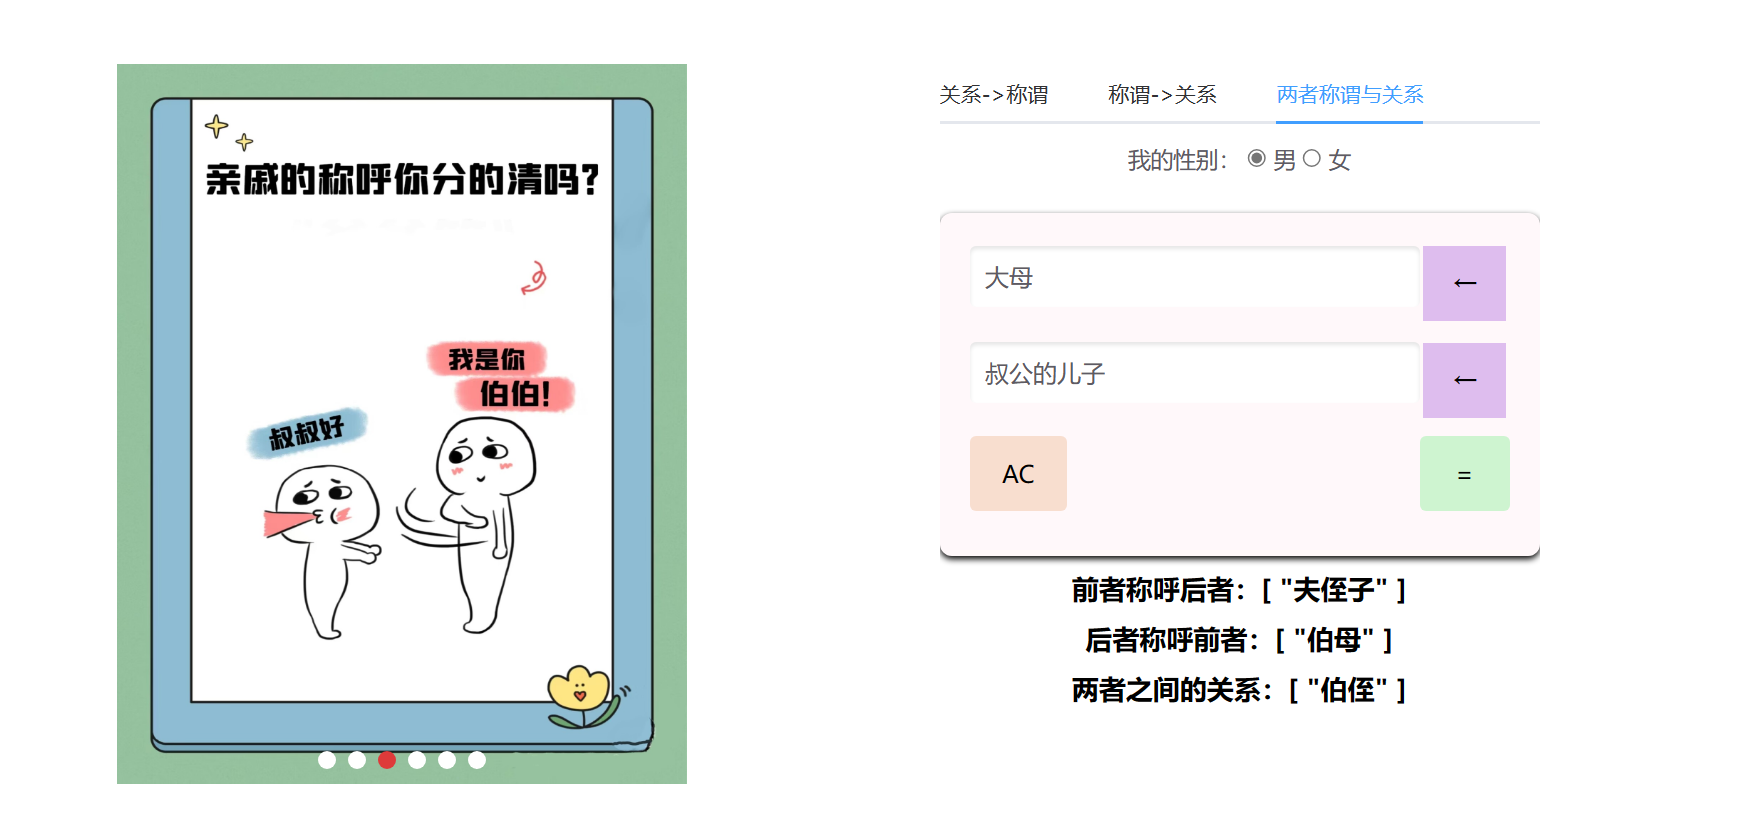 亲戚的称呼你分的清吗?
我是你
伯伯!
叔叔好
关系->称谓 称谓->关系 两者称谓与关系
我的性别: 男 女
大母 ←
叔公的儿子 ←
AC =
前者称呼后者:[ "夫侄子" ]
后者称呼前者:[ "伯母" ]
两者之间的关系:[ "伯侄" ]